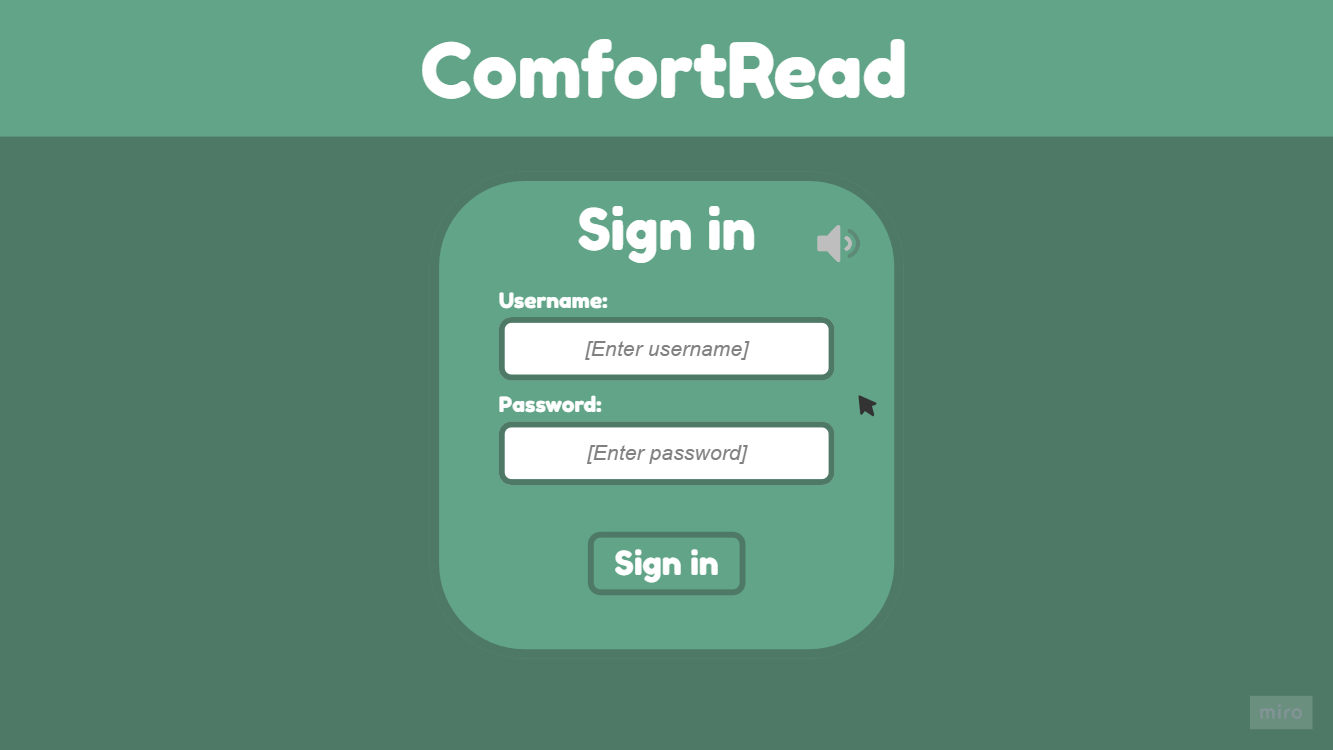 ComfortRead
Sign in
Username:
[Enter username]
Password:
[Enter password]
Sign in
miro